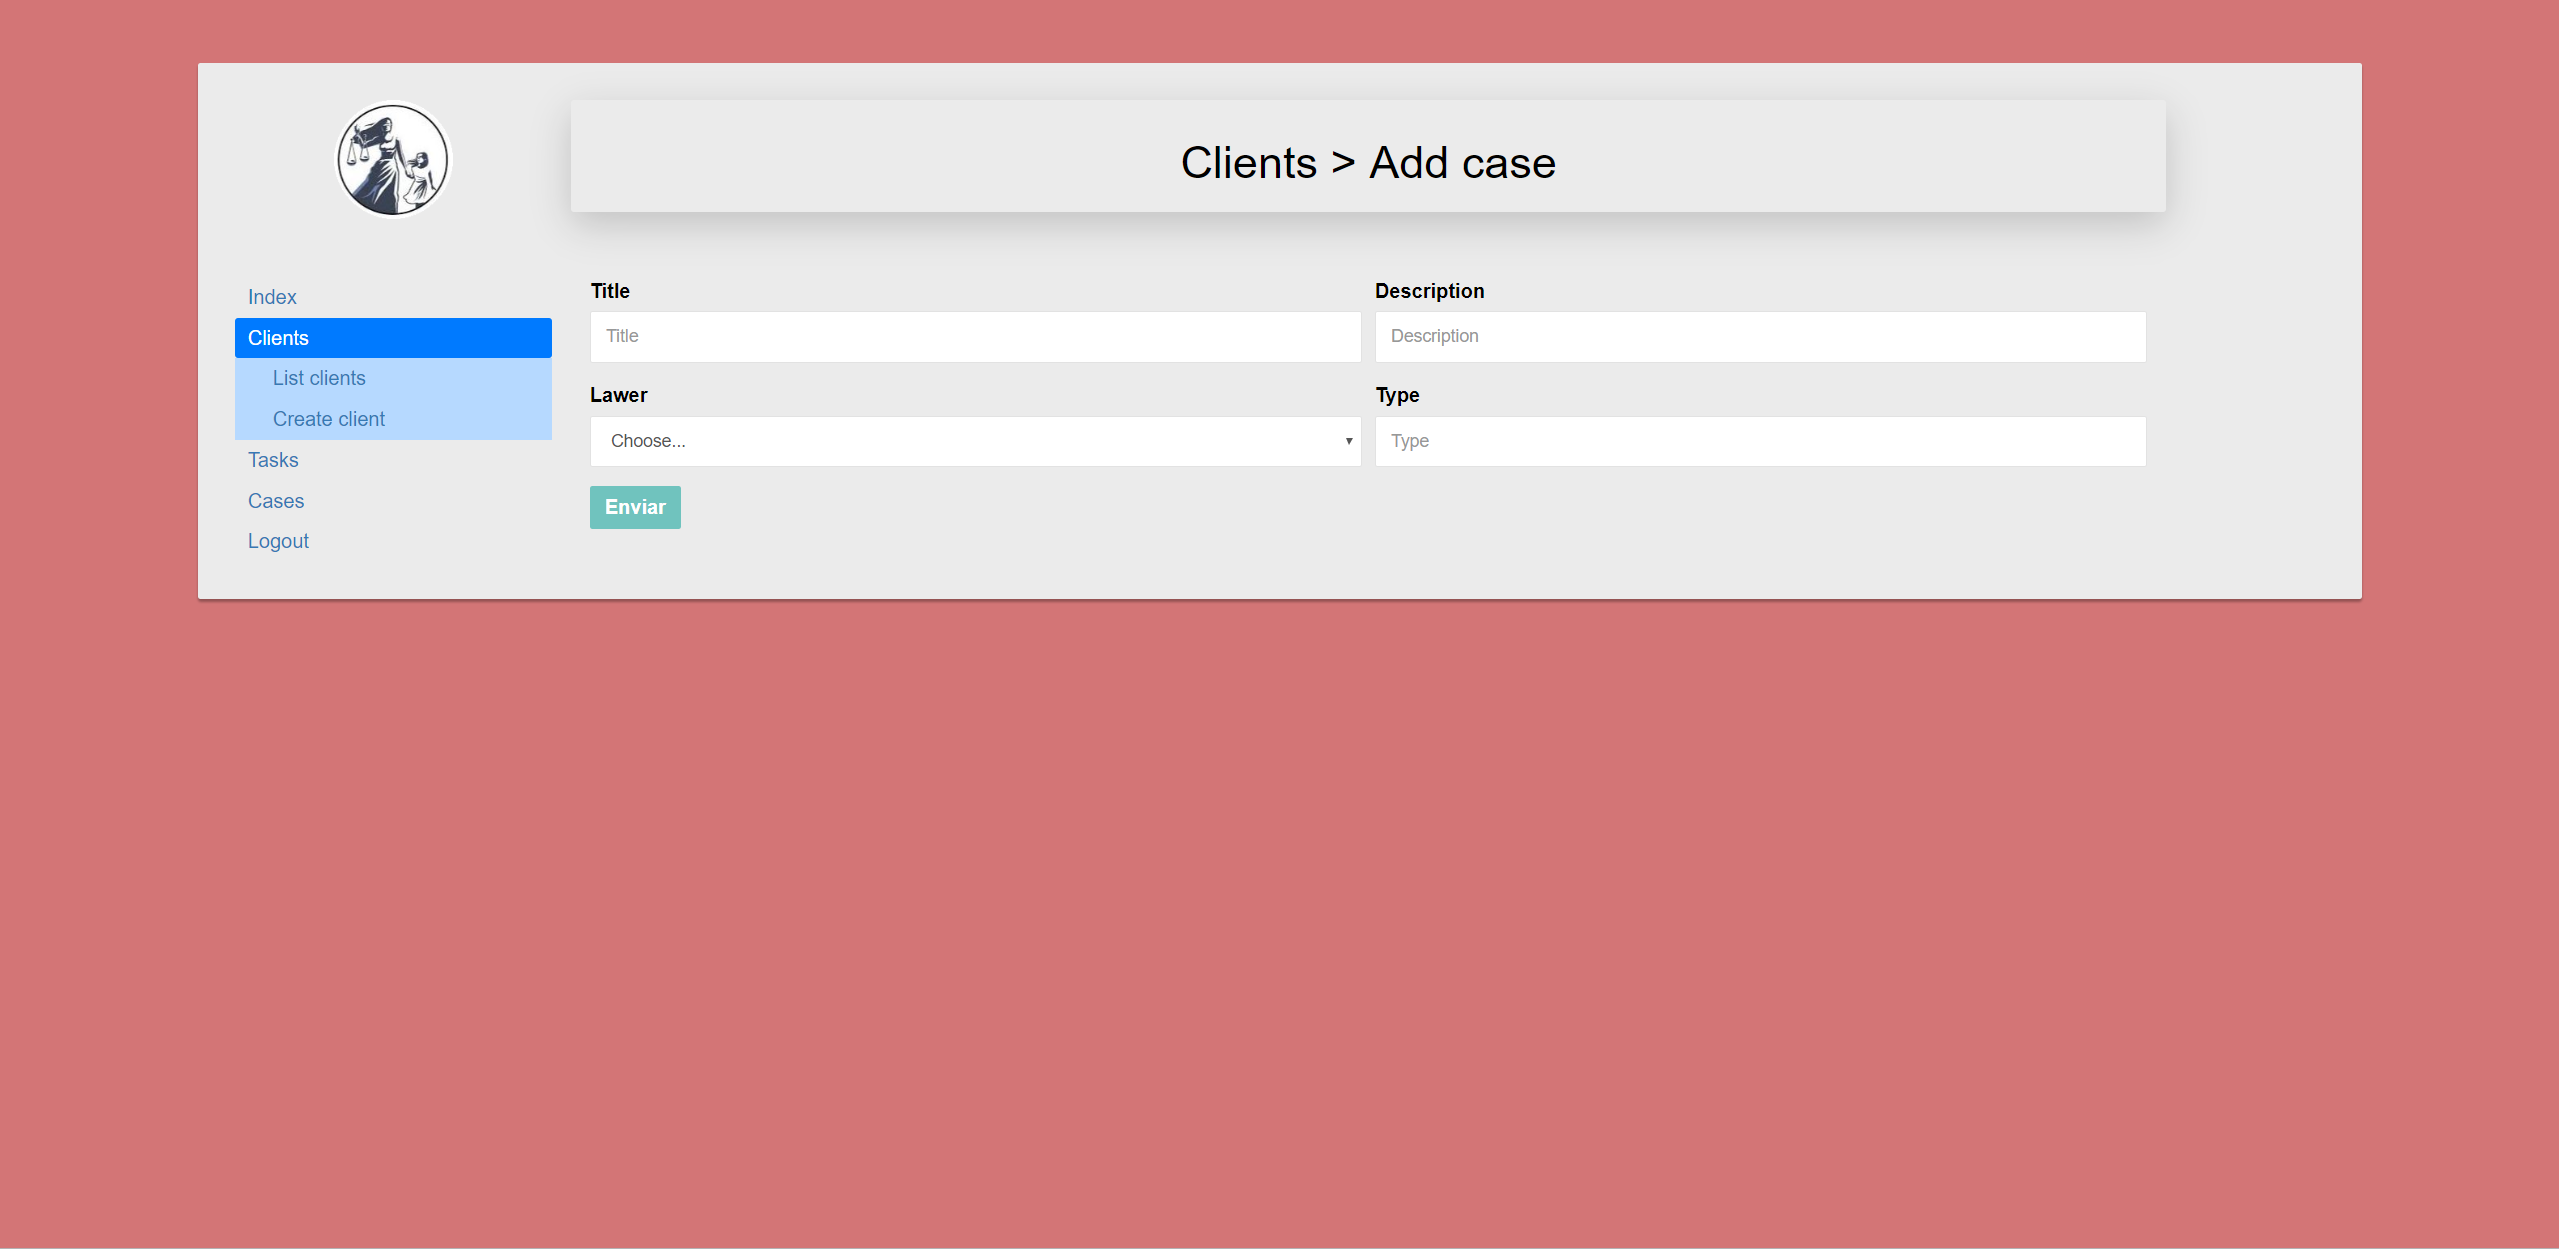 Clients > Add case
Index
Clients
List clients
Create client
Tasks
Cases
Logout
Title
Description
Title
Description
Lawer
Type
Choose...
Type
Enviar